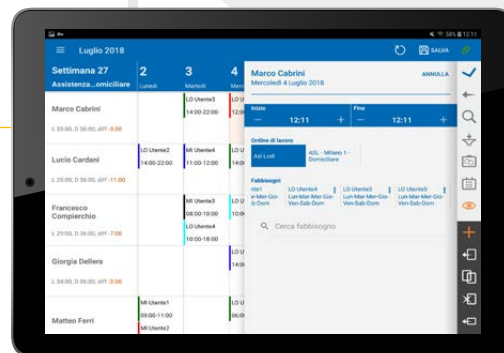 58% 12:11
Luglio 2018
SALVA
Settimana 27
Assistenza...omiciliare
2
Lunedì
3
Martedì
4
Marco Cabrini
L 33:00, D 36:00, diff -3:00
LO Utente3
14:00-22:00
Lucio Cardani
L 25:00, D 36:00, diff -11:00
LO Utente2
14:00-22:00
MI Utente4
11:00-12:00
Francesco
Compierchio
L 29:00, D 36:00, diff -7:00
MI Utente3
08:00-10:00
LO Utente4
10:00-18:00
Giorgia Dellera
L 34:00, D 36:00, diff -2:00
Matteo Ferri
MI Utente1
09:00-11:00
MI Utente2
Marco Cabrini
Mercoledì 4 Luglio 2018
ANNULLA
Inizio
Fine
— 12:11 +
— 12:11 +
Ordine di lavoro
Asl Lodi
ASL - Milano 1 -
Domiciliare
Fabbisogni
LO Utente4
Lun-Mar-Mer-Gio-
Ven-Sab-Dom
LO Utente3
Lun-Mar-Mer-Gio-
Ven-Sab-Dom
LO Utente5
Lun-Mar-Mer-Gio-
Ven-Sab-Dom
Cerca fabbisogno